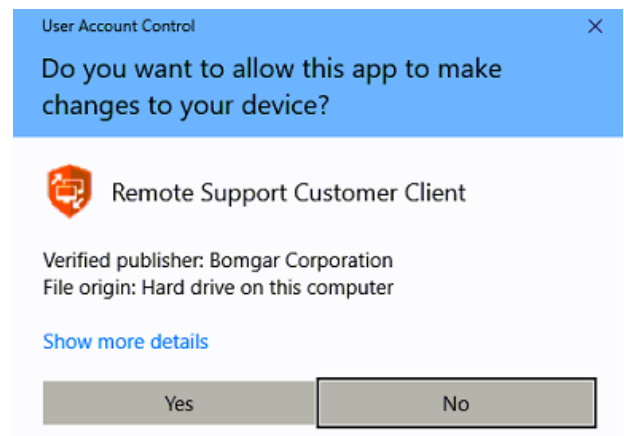 User Account Control
Do you want to allow this app to make
changes to your device?
Remote Support Customer Client
Verified publisher: Bomgar Corporation
File origin: Hard drive on this computer
Show more details
Yes
No